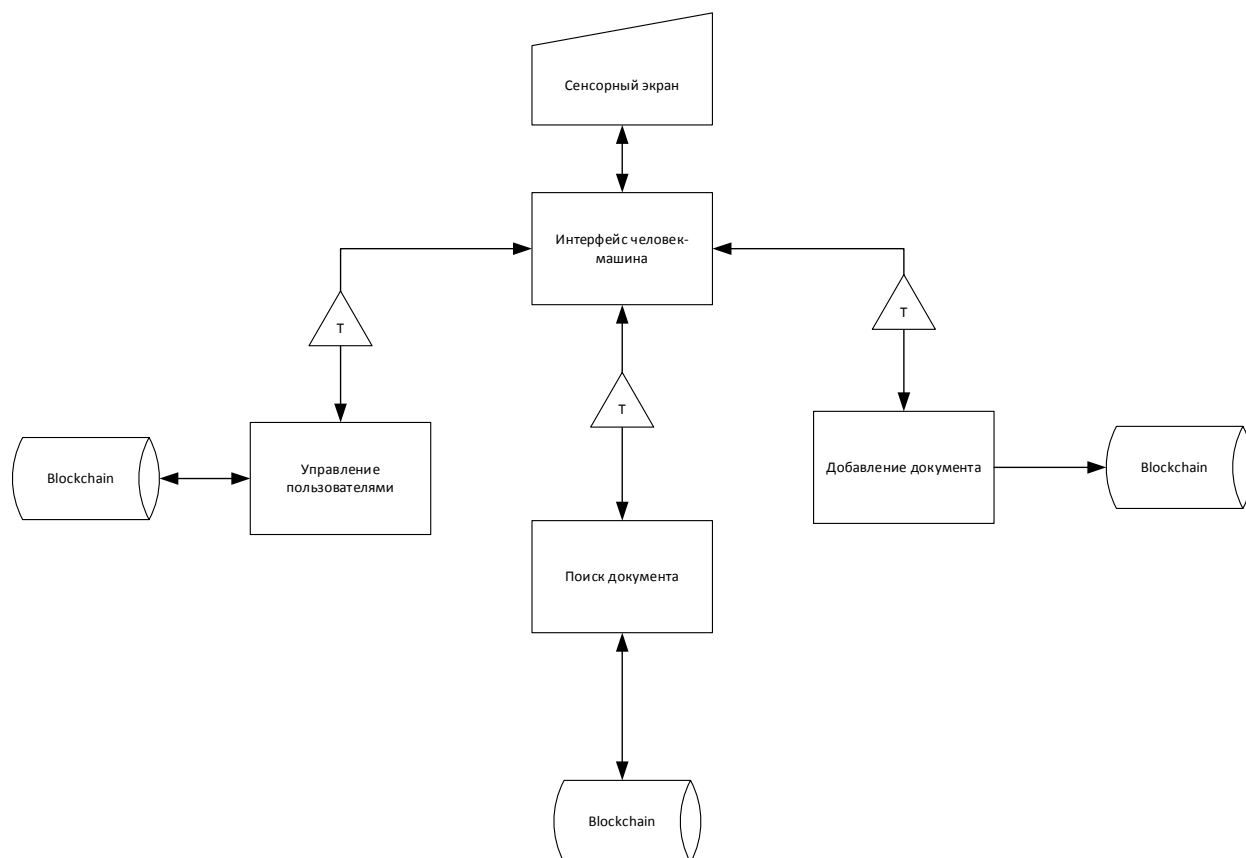 Сенсорный экран
Интерфейс человек-
машина
Т
Т
Т
Управление
пользователями
Blockchain
Добавление документа
Blockchain
Поиск документа
Blockchain